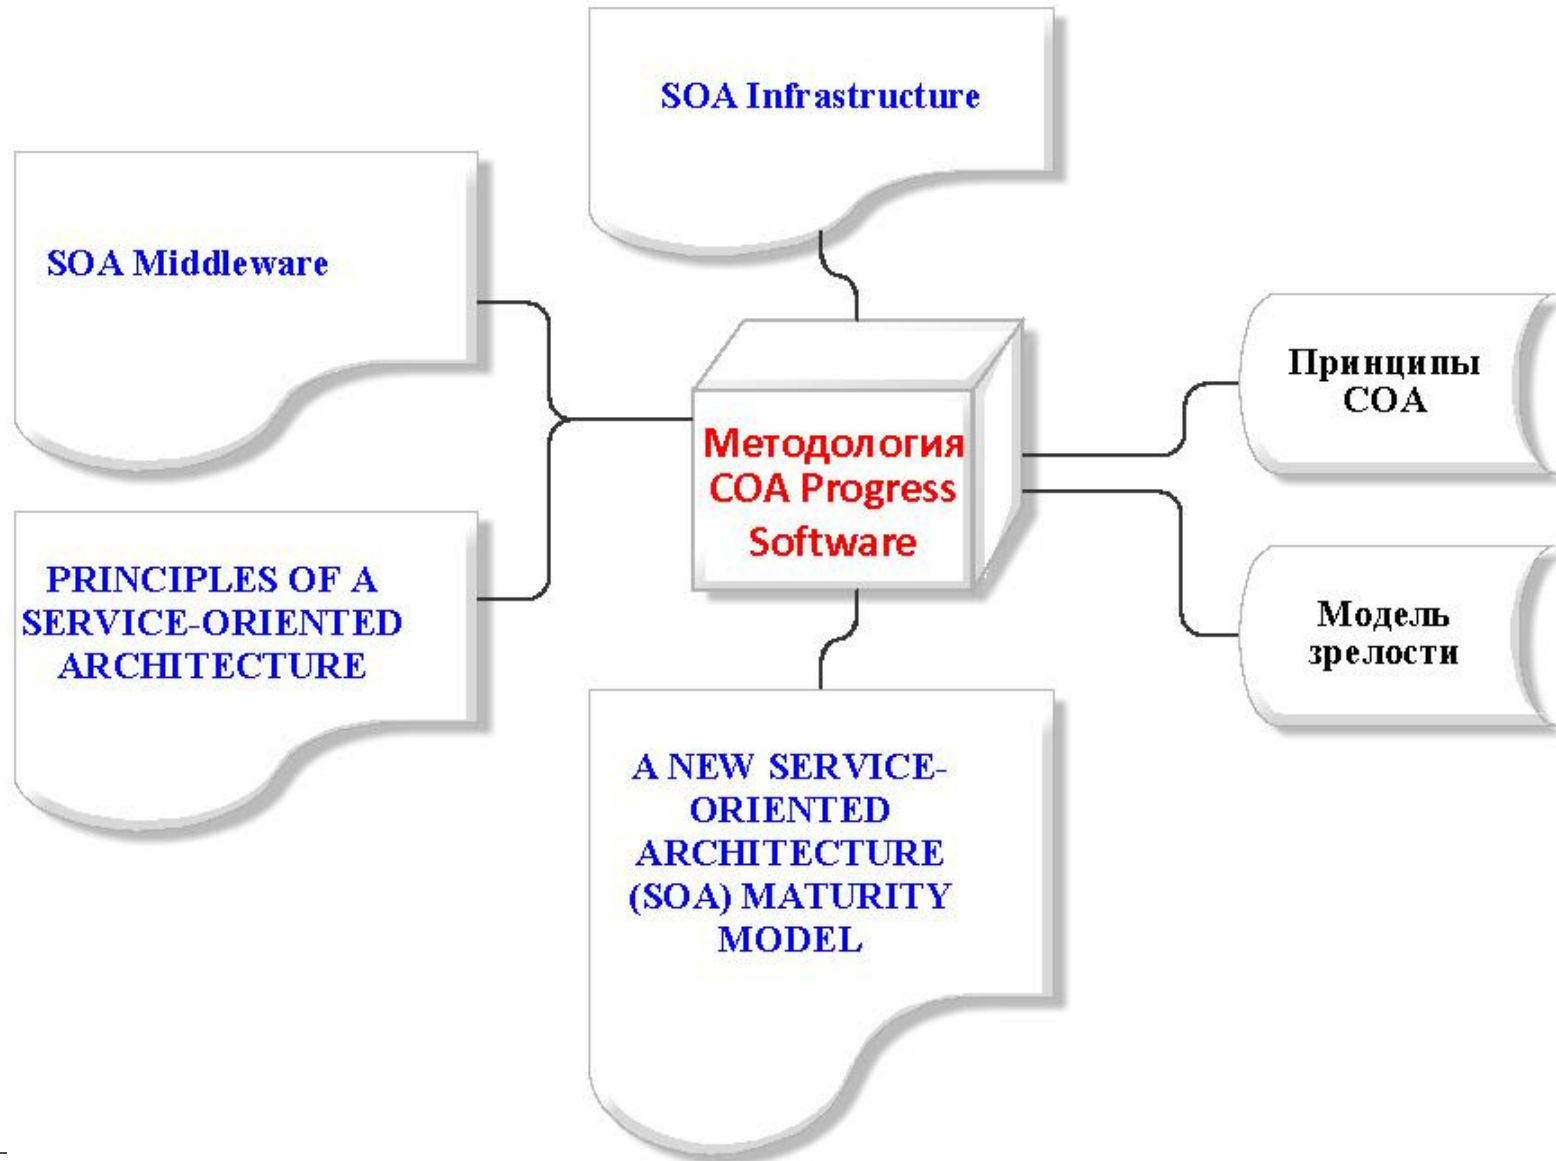 SOA Infrastructure
SOA Middleware
Принципы
СОА
Методология
СОА Progress
Software
PRINCIPLES OF A
SERVICE-ORIENTED
ARCHITECTURE
Модель
зрелости
A NEW SERVICE-
ORIENTED
ARCHITECTURE
(SOA) MATURITY
MODEL